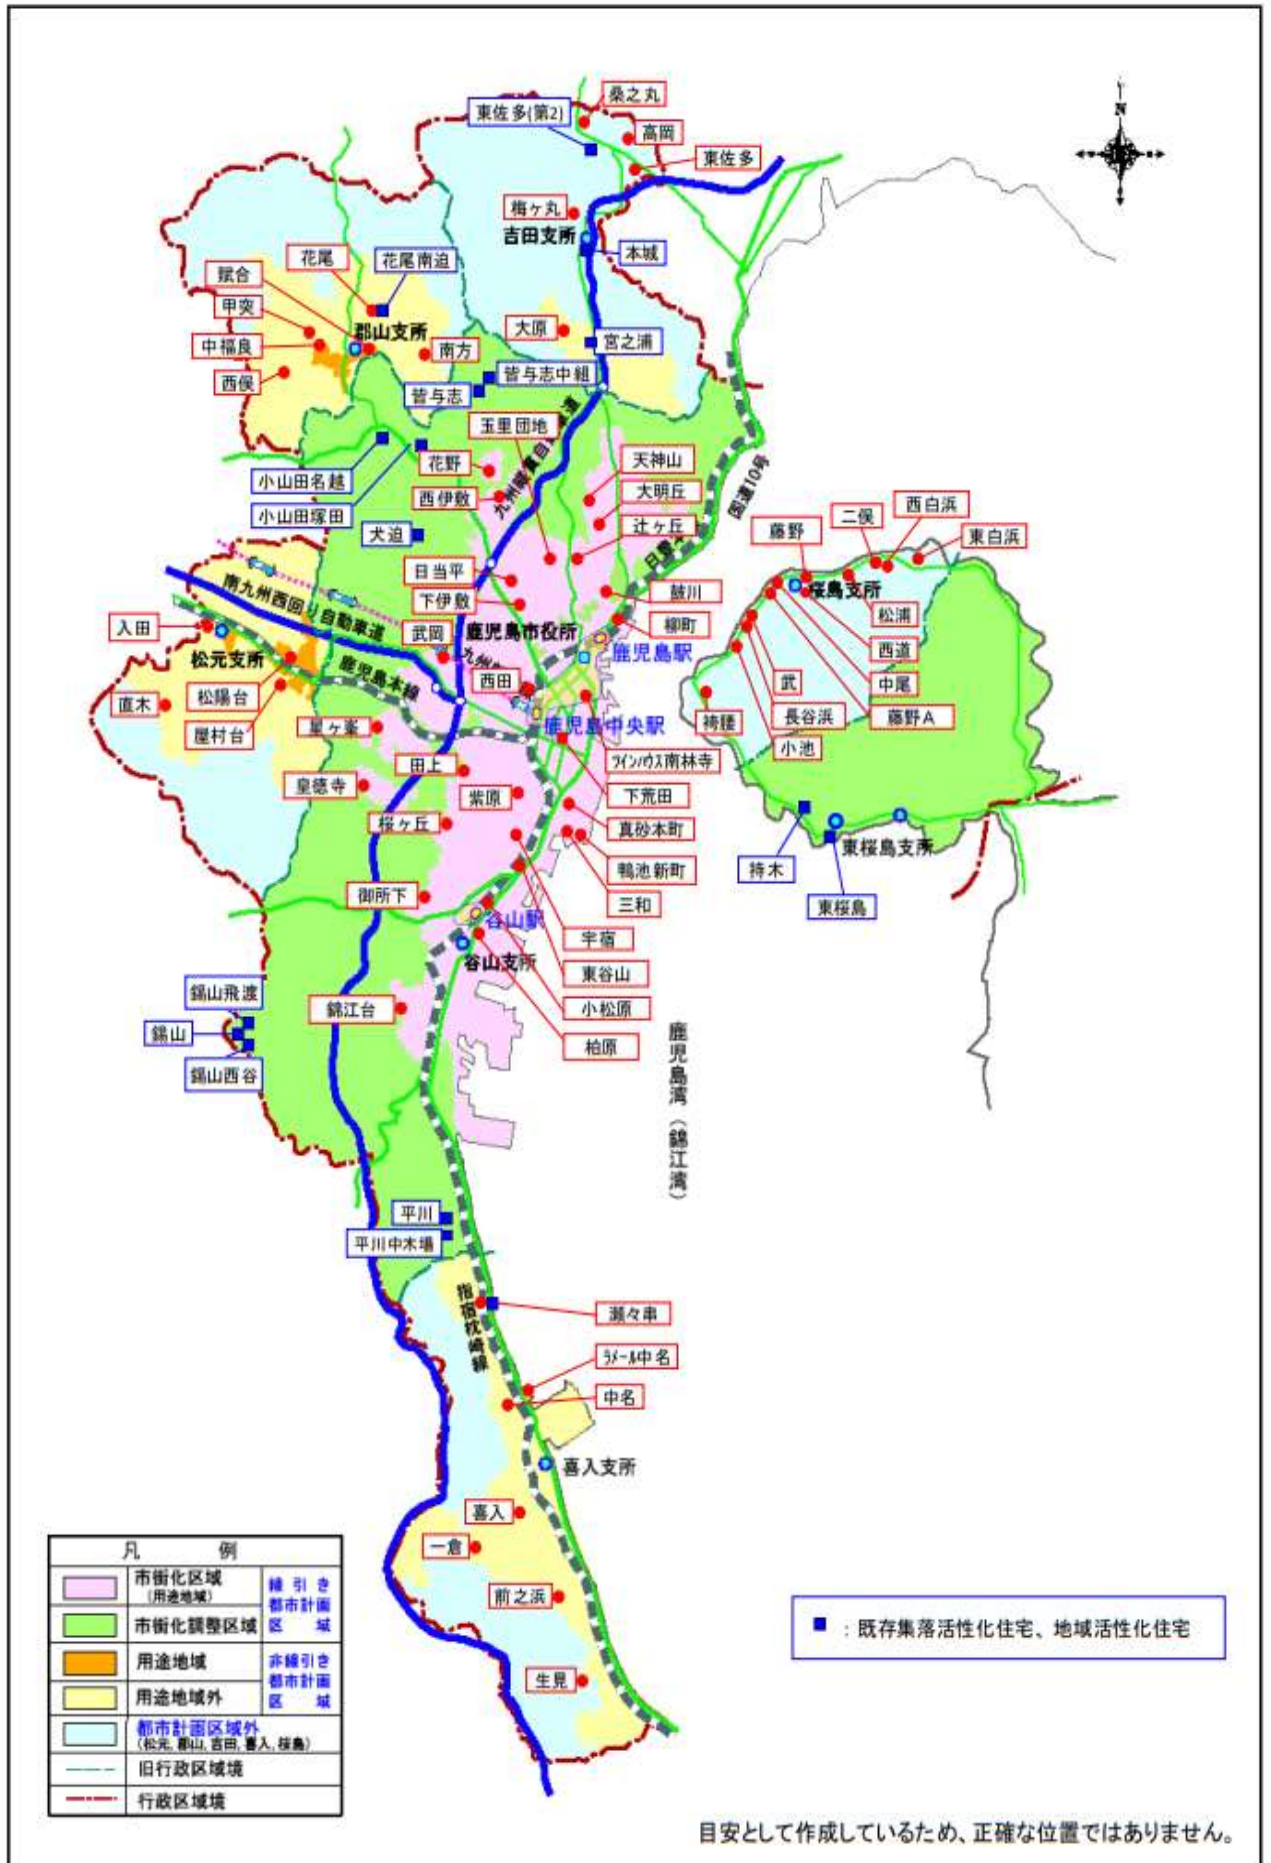 桑之丸
東佐多(第2)
高岡
N
東佐多
梅ヶ丸
吉田支所
本城
花尾
花尾南迫
賦合
甲突
郡山支所
大原
宮之浦
中福良
南方
西俣
皆与志中組
皆与志
玉里団地
九州縦貫自動車道
天神山
花野
小山田名越
西伊敷
大明丘
国道10号
小山田塚田
辻ヶ丘
犬迫
二俣
西白浜
藤野
東白浜
日当平
桜島支所
南九州西回り自動車道
下伊敷
鼓川
松浦
入田
武岡
鹿児島市役所
柳町
西道
松元支所
鹿児島本線
鹿児島駅
西田
武
中尾
直木
松陽台
袴腰
長谷浜
藤野A
屋村台
星ヶ峯
鹿児島中央駅
小池
田上
ツインハウス南林寺
皇徳寺
紫原
下荒田
桜ヶ丘
真砂本町
東桜島支所
鴨池新町
持木
御所下
三和
東桜島
谷山駅
宇宿
谷山支所
東谷山
錫山飛渡
錦江台
小松原
錫山
柏原
錫山西谷
鹿児島湾(錦江湾)
平川
平川中木場
指宿枕崎線
瀬々串
ラメール中名
中名
喜入支所
喜入
一倉
前之浜
生見
凡 例
市街化区域
(用途地域)
線引き
都市計画
区域
市街化調整区域
用途地域
非線引き
都市計画
区域
用途地域外
都市計画区域外
(松元,郡山,吉田,喜入,桜島)
旧行政区域境
行政区域境
■ :既存集落活性化住宅、地域活性化住宅
目安として作成しているため、正確な位置ではありません。